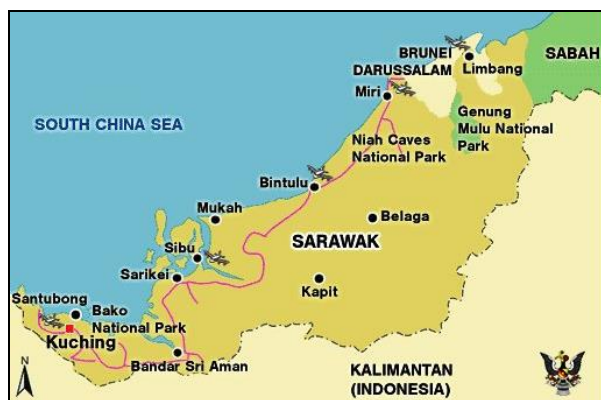 BRUNEI
DARUSSALAM
Limbang
SABAH
Miri
SOUTH CHINA SEA
Genung
Mulu National
Park
Niah Caves
National Park
Bintulu
Mukah
Belaga
SARAWAK
Sibu
Sarikei
Kapit
Santubong
Bako
National Park
Kuching
Bandar Sri Aman
KALIMANTAN
(INDONESIA)
N